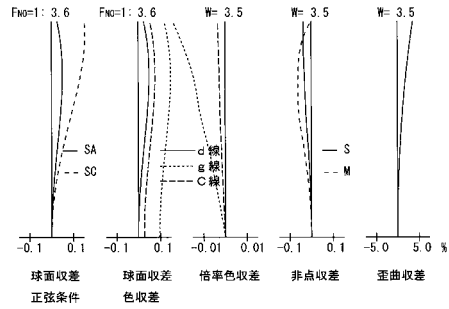 FNO=1: 3.6
FNO=1: 3.6
W= 3.5
W= 3.5
W= 3.5
SA
SC
d 線
g 線
C 線
S
M
-0.1 0.1
-0.1 0.1
-0.01 0.01
-0.1 0.1
-5.0 5.0 %
球面収差
正弦条件
球面収差
色収差
倍率色収差
非点収差
歪曲収差